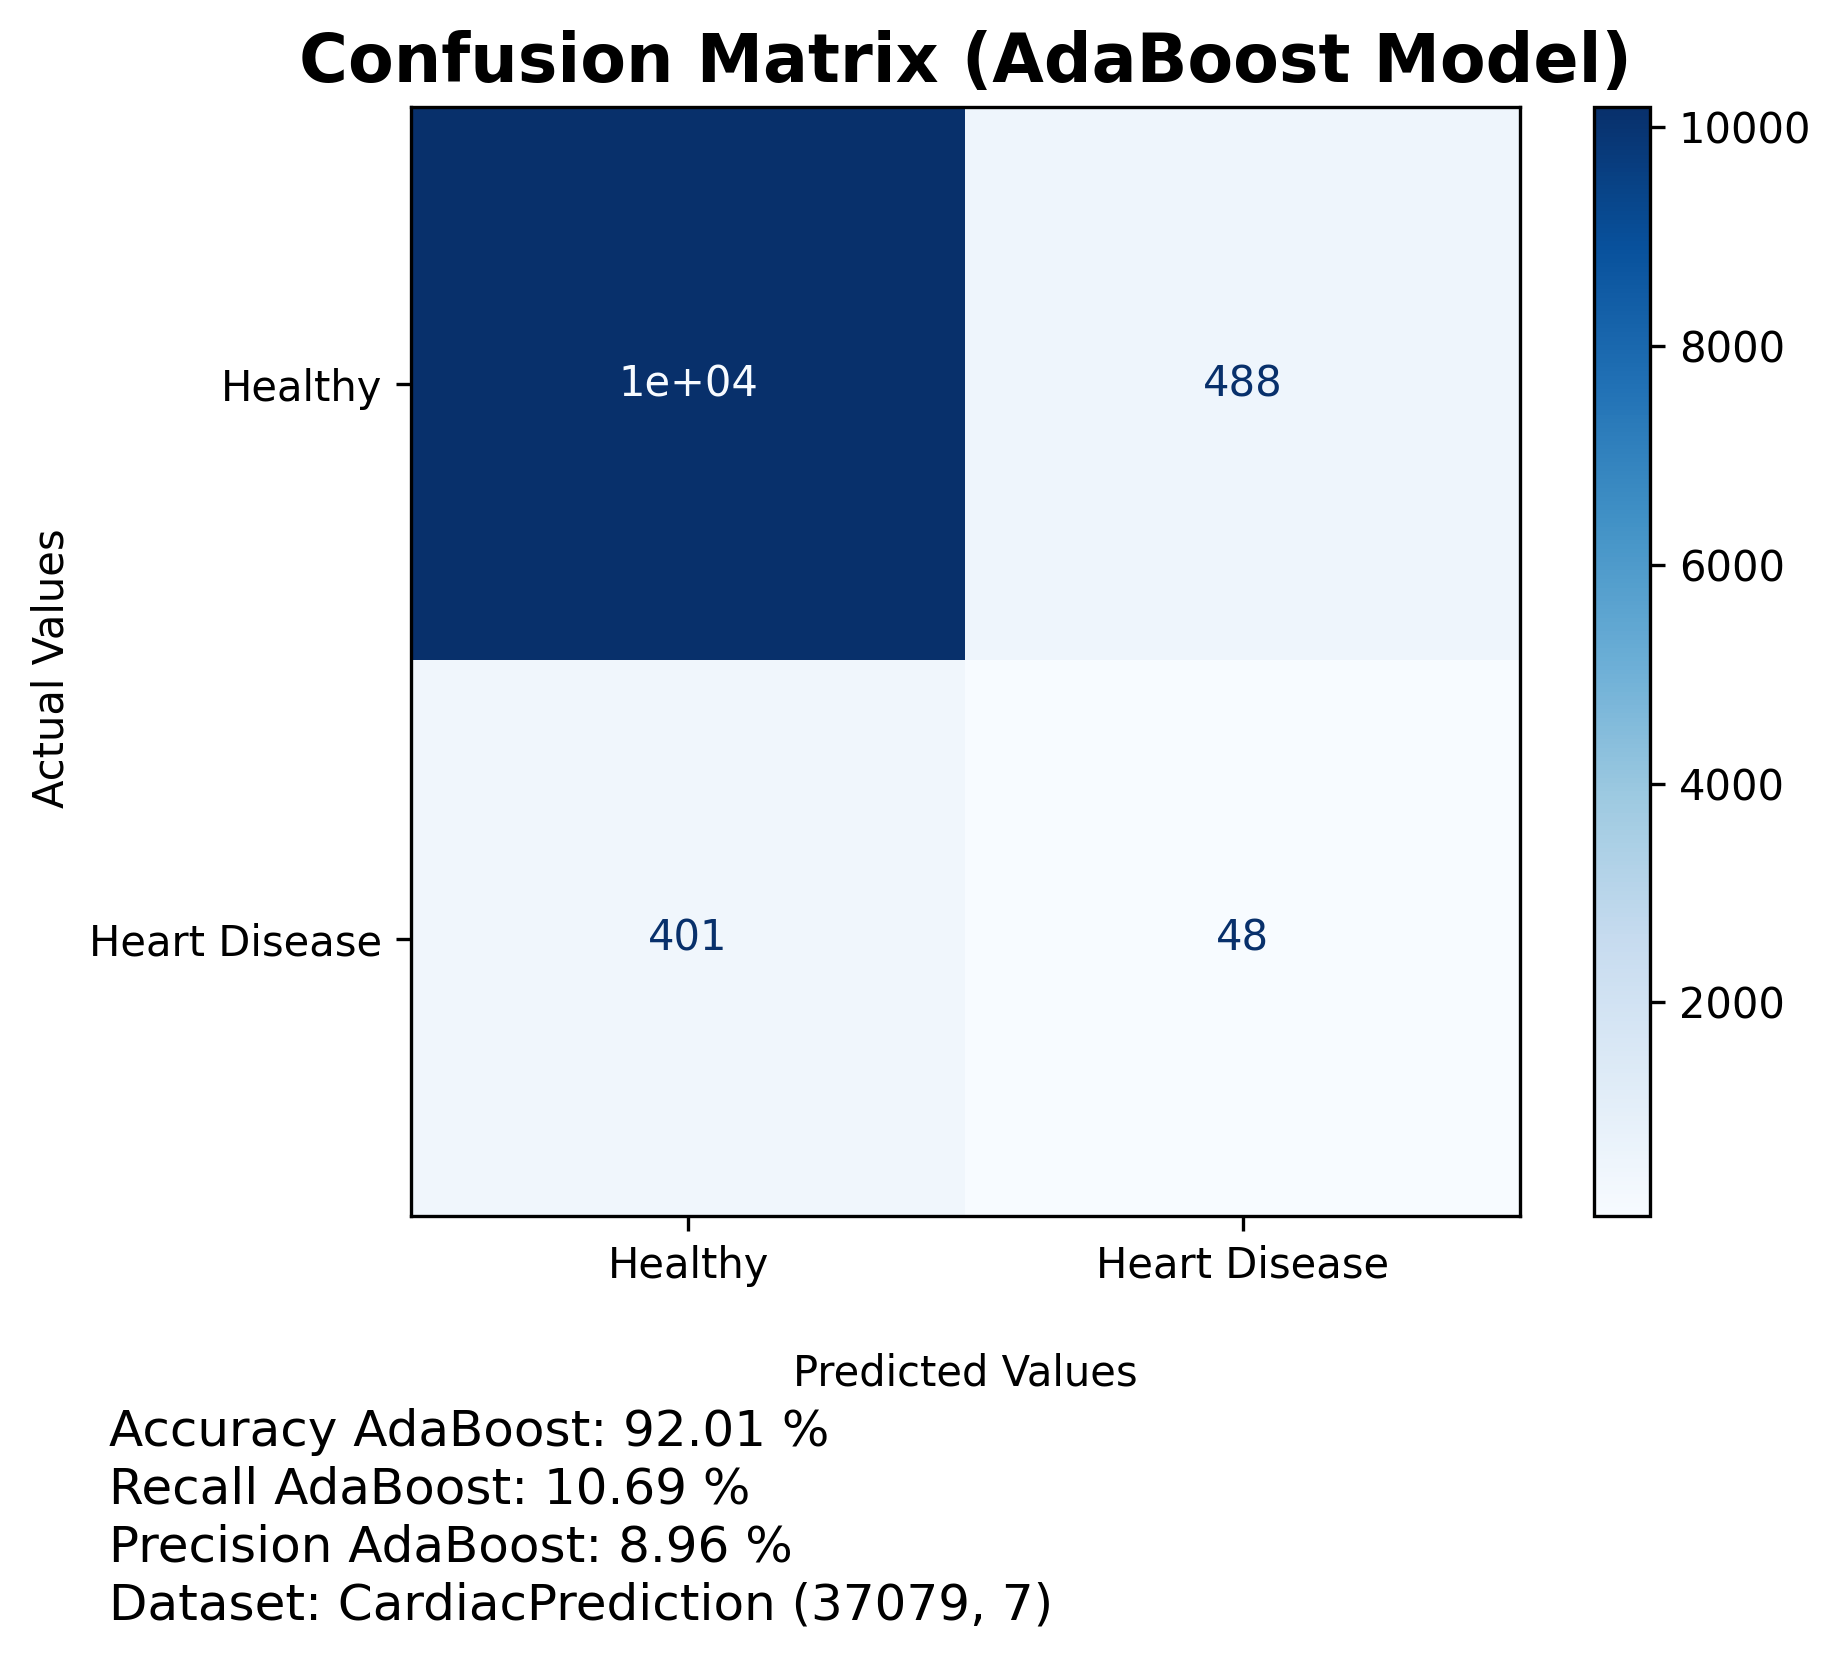 Confusion Matrix (AdaBoost Model)
10000
8000
6000
4000
2000
Actual Values
Healthy
1e+04
488
Heart Disease
401
48
Healthy
Heart Disease
Predicted Values
Accuracy AdaBoost: 92.01 %
Recall AdaBoost: 10.69 %
Precision AdaBoost: 8.96 %
Dataset: CardiacPrediction (37079, 7)